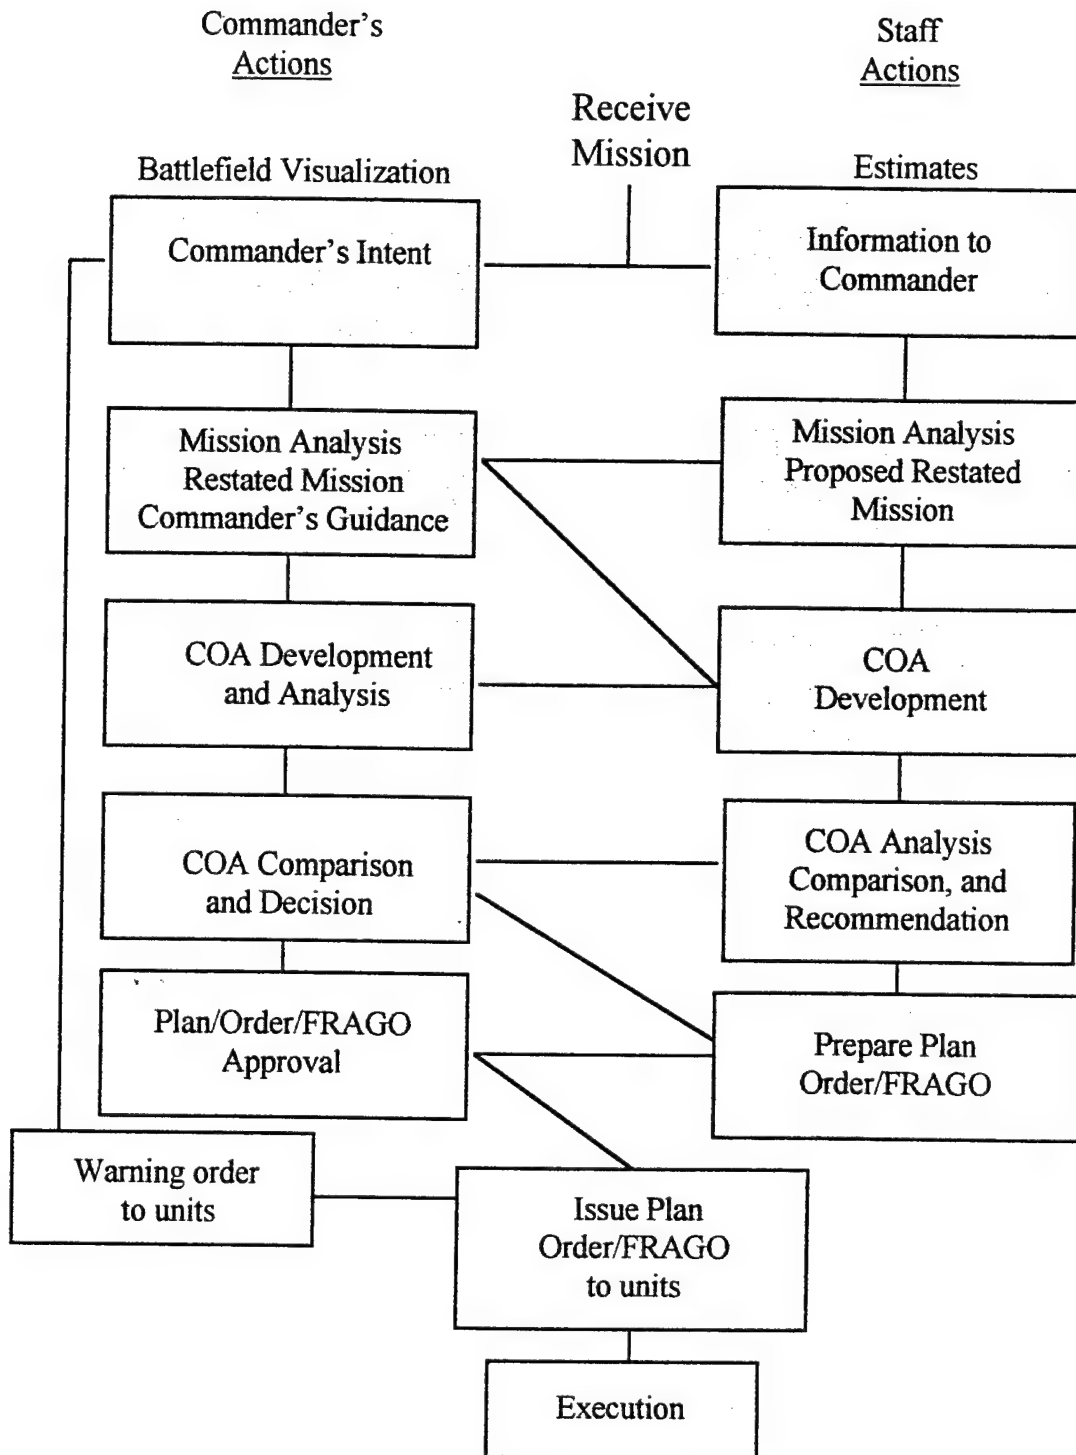 Commander's
Actions
Staff
Actions
Receive
Mission
Battlefield Visualization
Estimates
Commander's Intent
Information to
Commander
Mission Analysis
Restated Mission
Commander's Guidance
Mission Analysis
Proposed Restated
Mission
COA Development
and Analysis
COA
Development
COA Comparison
and Decision
COA Analysis
Comparison, and
Recommendation
Plan/Order/FRAGO
Approval
Prepare Plan
Order/FRAGO
Warning order
to units
Issue Plan
Order/FRAGO
to units
Execution